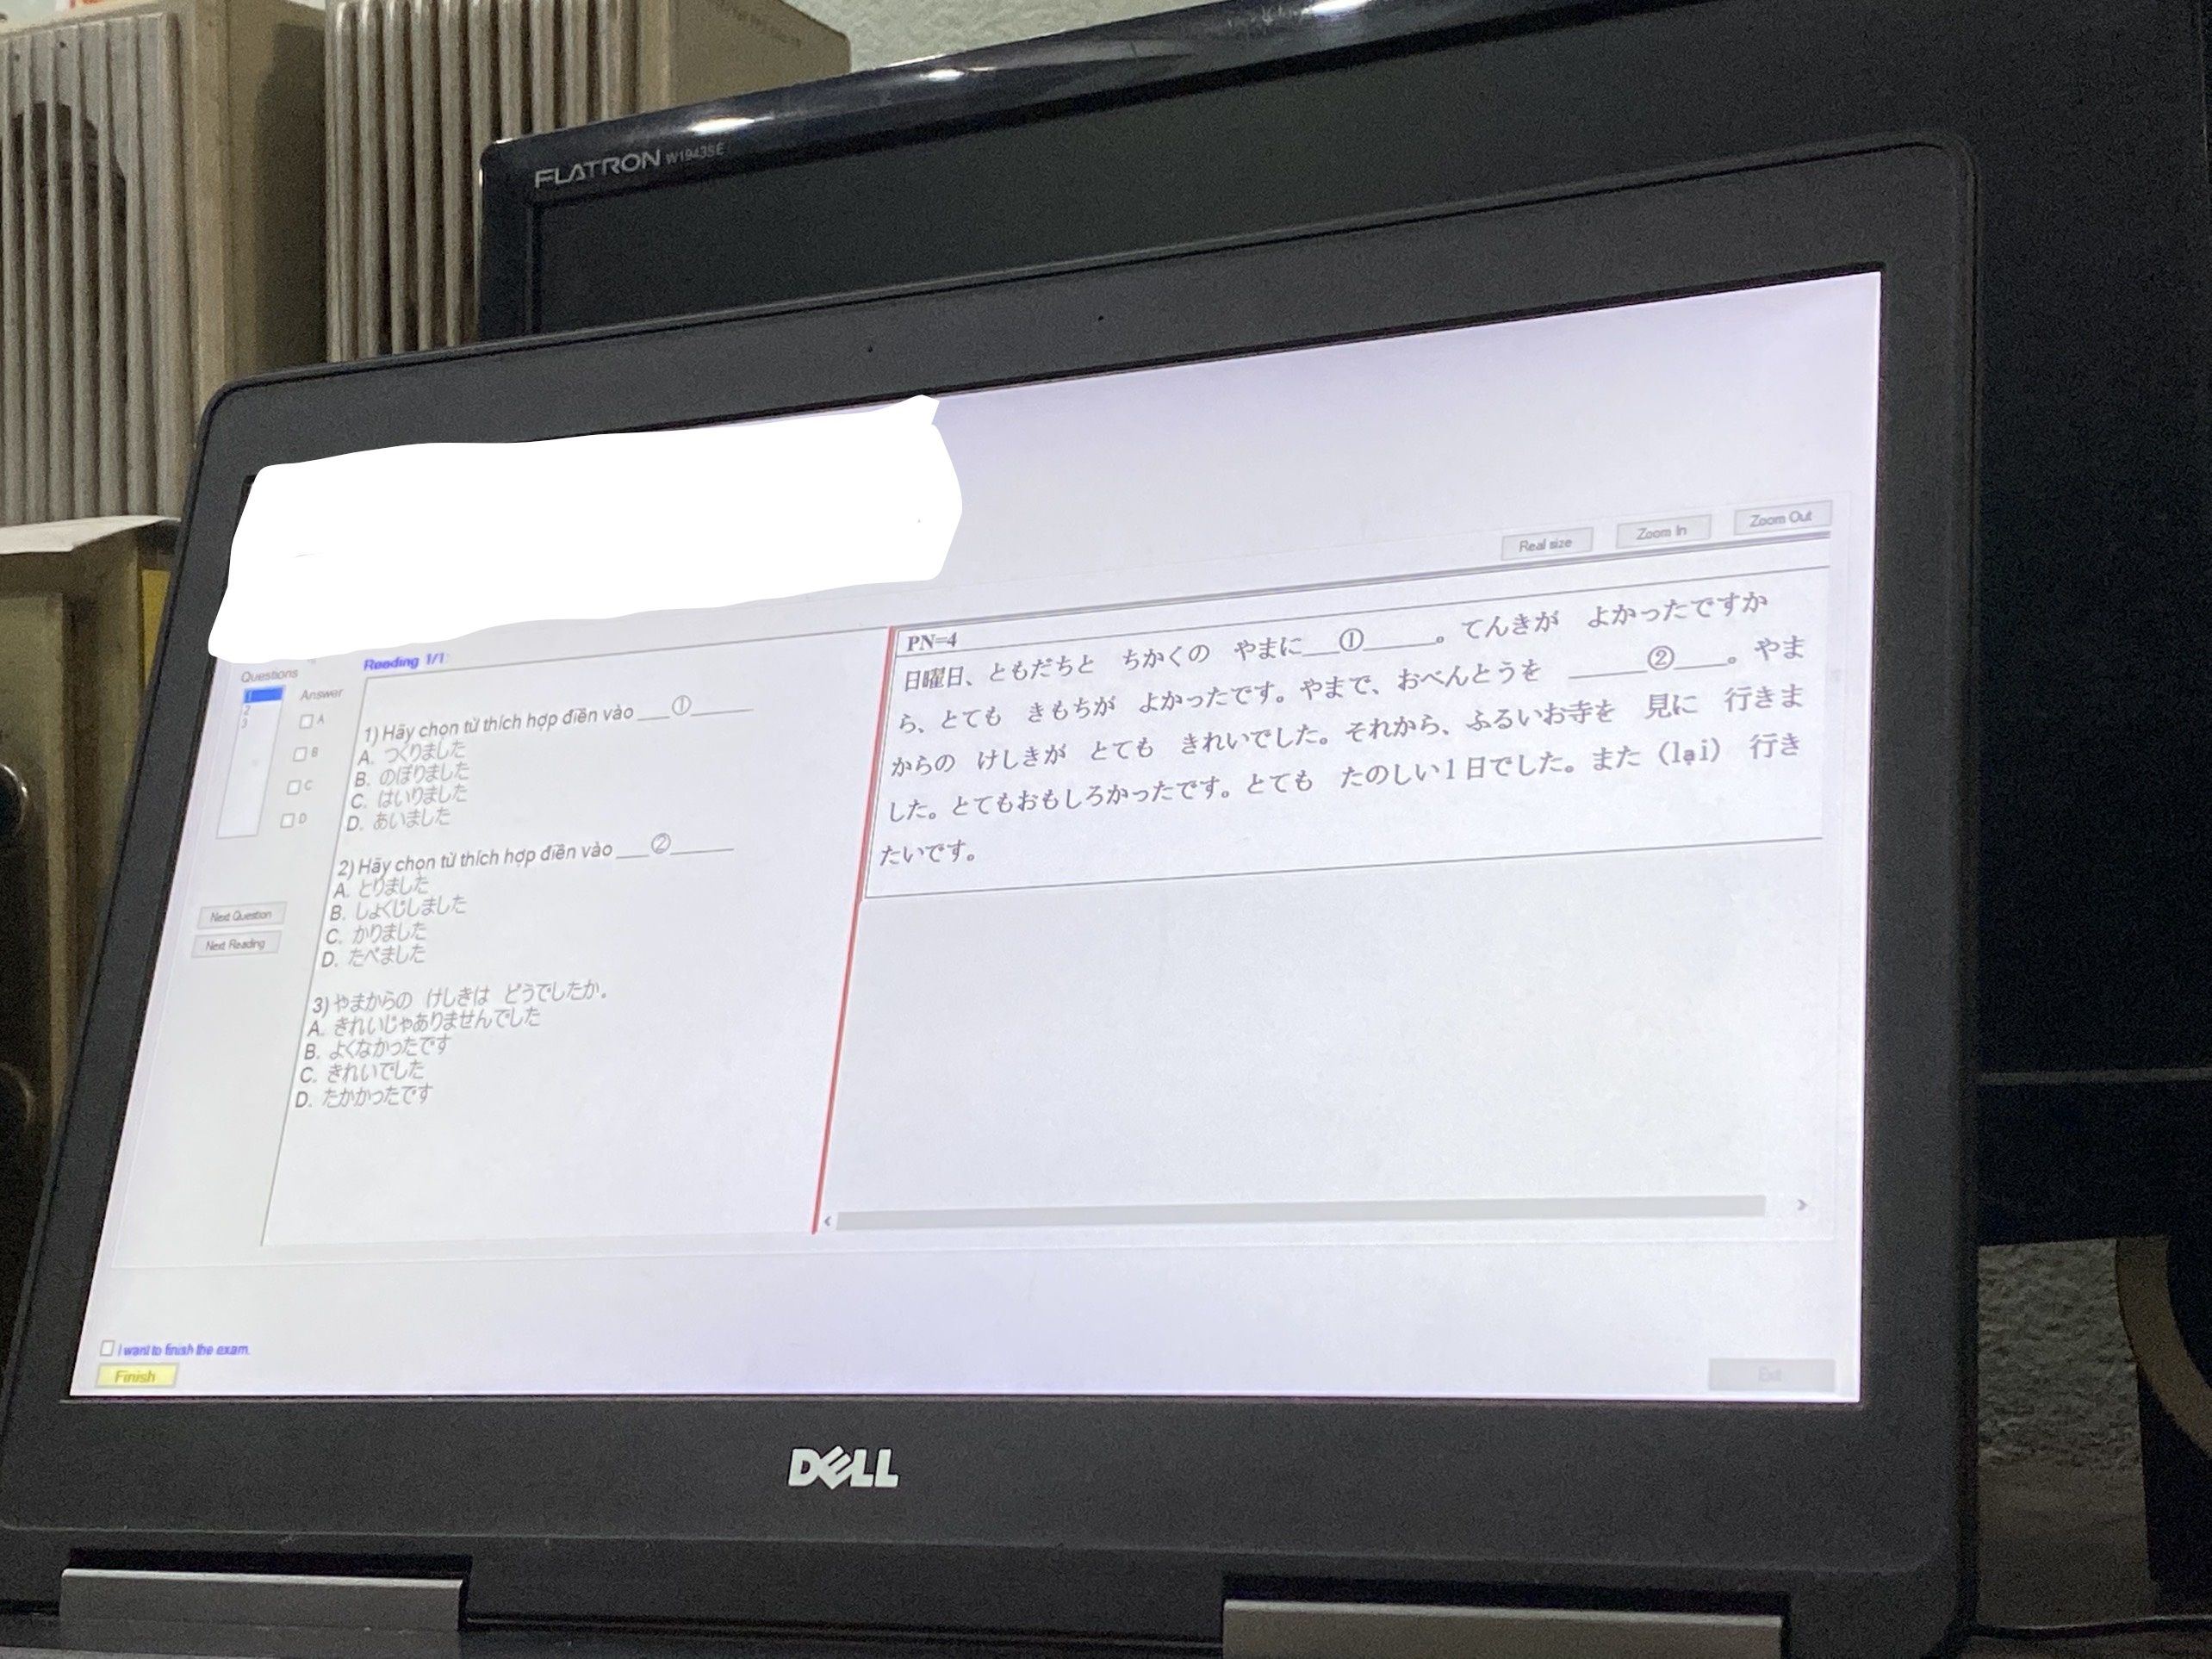 FLATRON W1943SE
Real size
Zoom In
Zoom Out
Questions
Reading 1/1
1
2
3
Answer
A
B
C
D
Next Question
Next Reading
1) Hãy chọn từ thích hợp điền vào ___①______
A. つくりました
B. のぼりました
C. はいりました
D. あいました
2) Hãy chọn từ thích hợp điền vào ___②______
A. とりました
B. しょくじしました
C. かりました
D. たべました
3) やまからの けしきは どうでしたか。
A. きれいじゃありませんでした
B. よくなかったです
C. きれいでした
D. たかかったです
PN=4
日曜日、ともだちと ちかくの やまに___①______。てんきが よかったですか
ら、とても きもちが よかったです。やまで、おべんとうを ______②____。やま
からの けしきが とても きれいでした。それから、ふるいお寺を 見に 行きま
した。とてもおもしろかったです。とても たのしい1日でした。また（lại） 行き
たいです。
I want to finish the exam.
Finish
Exit
DELL